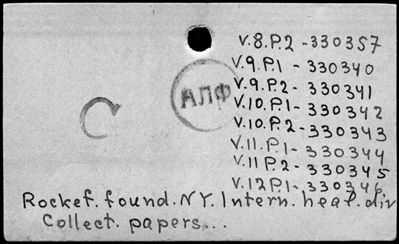 V.8.P.2 - 330357
V.9.P.1 - 330340
V.9.P.2 - 330341
V.10.P.1 - 330342
V.10.P.2 - 330343
V.11.P.1 - 330344
V.11.P.2 - 330345
V.12.P.1 - 330346
АПФ
С
Rockef. found. N.Y. Intern. heal. div
Collect. papers...